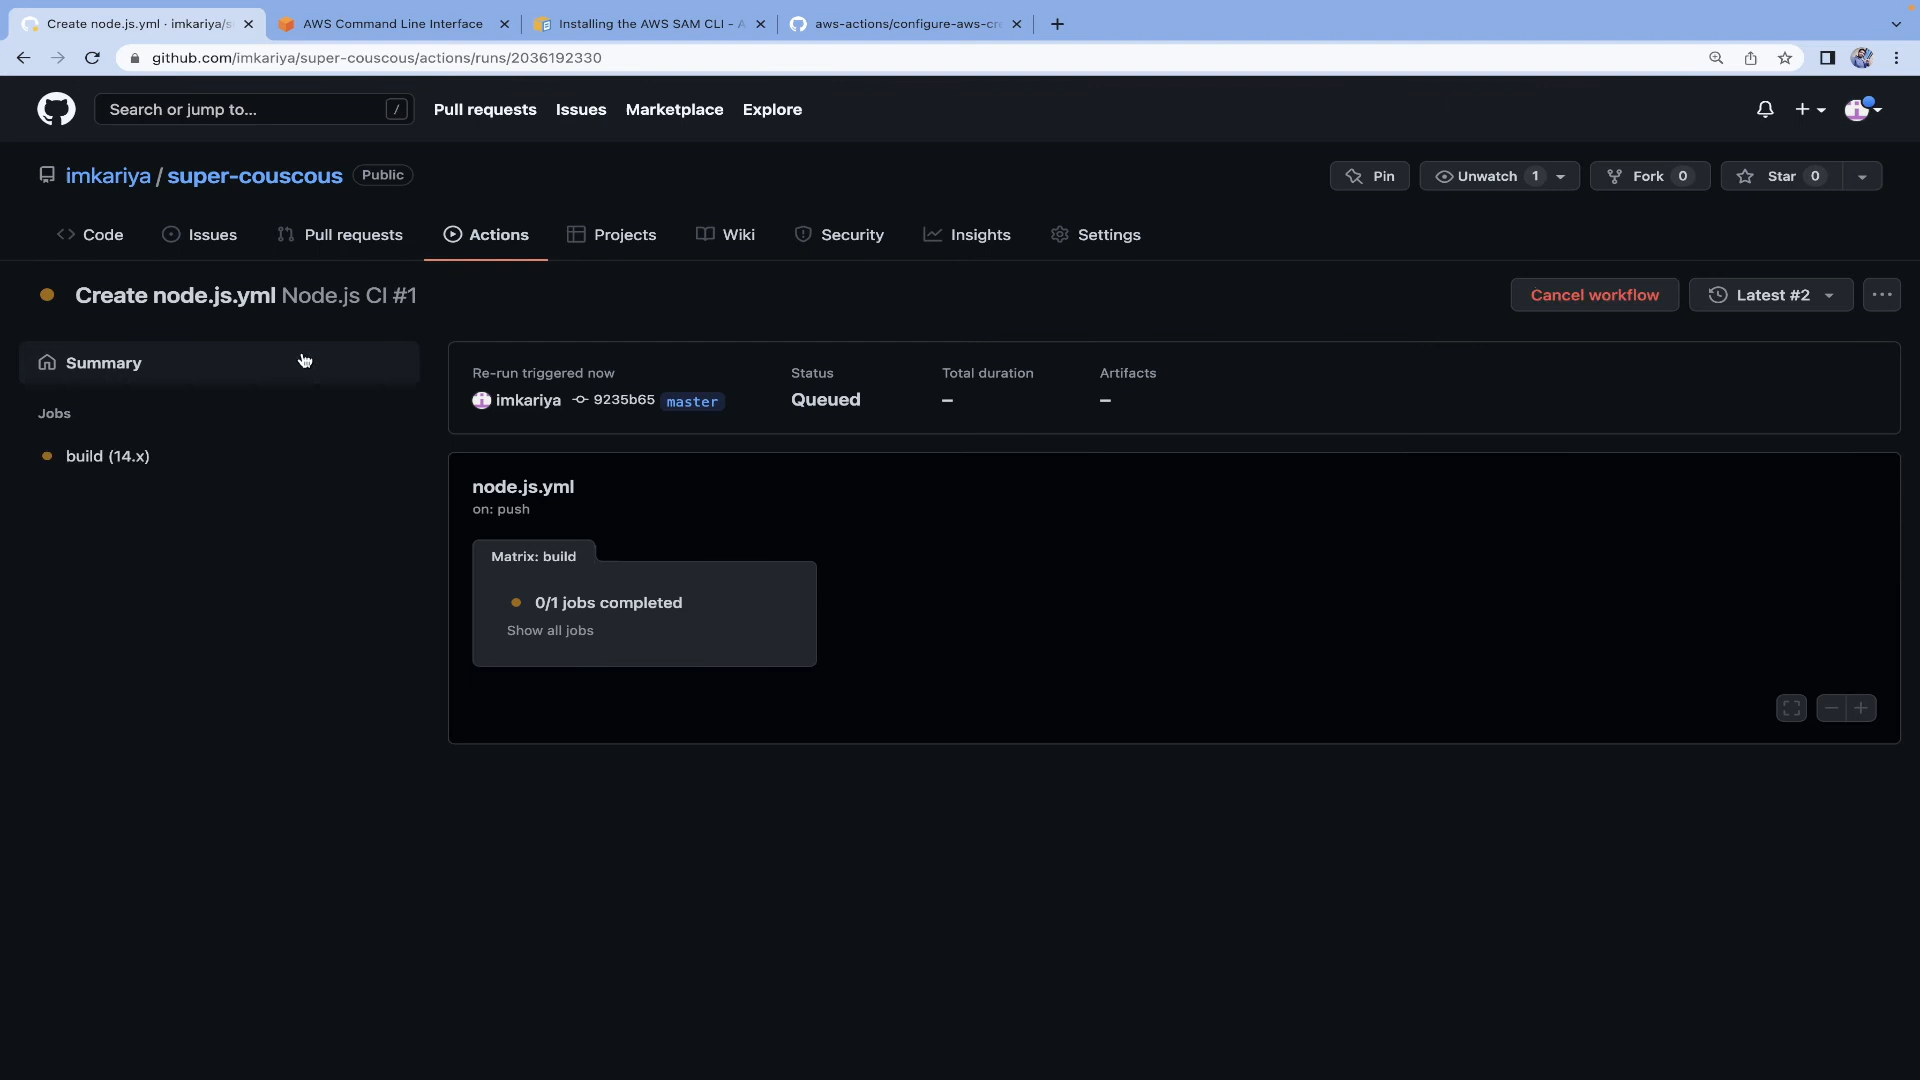 Create node.js.yml · imkariya/s
AWS Command Line Interface
Installing the AWS SAM CLI - A
aws-actions/configure-aws-cre
github.com/imkariya/super-couscous/actions/runs/2036192330
Search or jump to...
/
Pull requests
Issues
Marketplace
Explore
imkariya / super-couscous
Public
Pin
Unwatch 1
Fork 0
Star 0
Code
Issues
Pull requests
Actions
Projects
Wiki
Security
Insights
Settings
Create node.js.yml Node.js CI #1
Cancel workflow
Latest #2
Summary
Jobs
build (14.x)
Re-run triggered now
imkariya 9235b65 master
Status
Queued
Total duration
–
Artifacts
–
node.js.yml
on: push
Matrix: build
0/1 jobs completed
Show all jobs